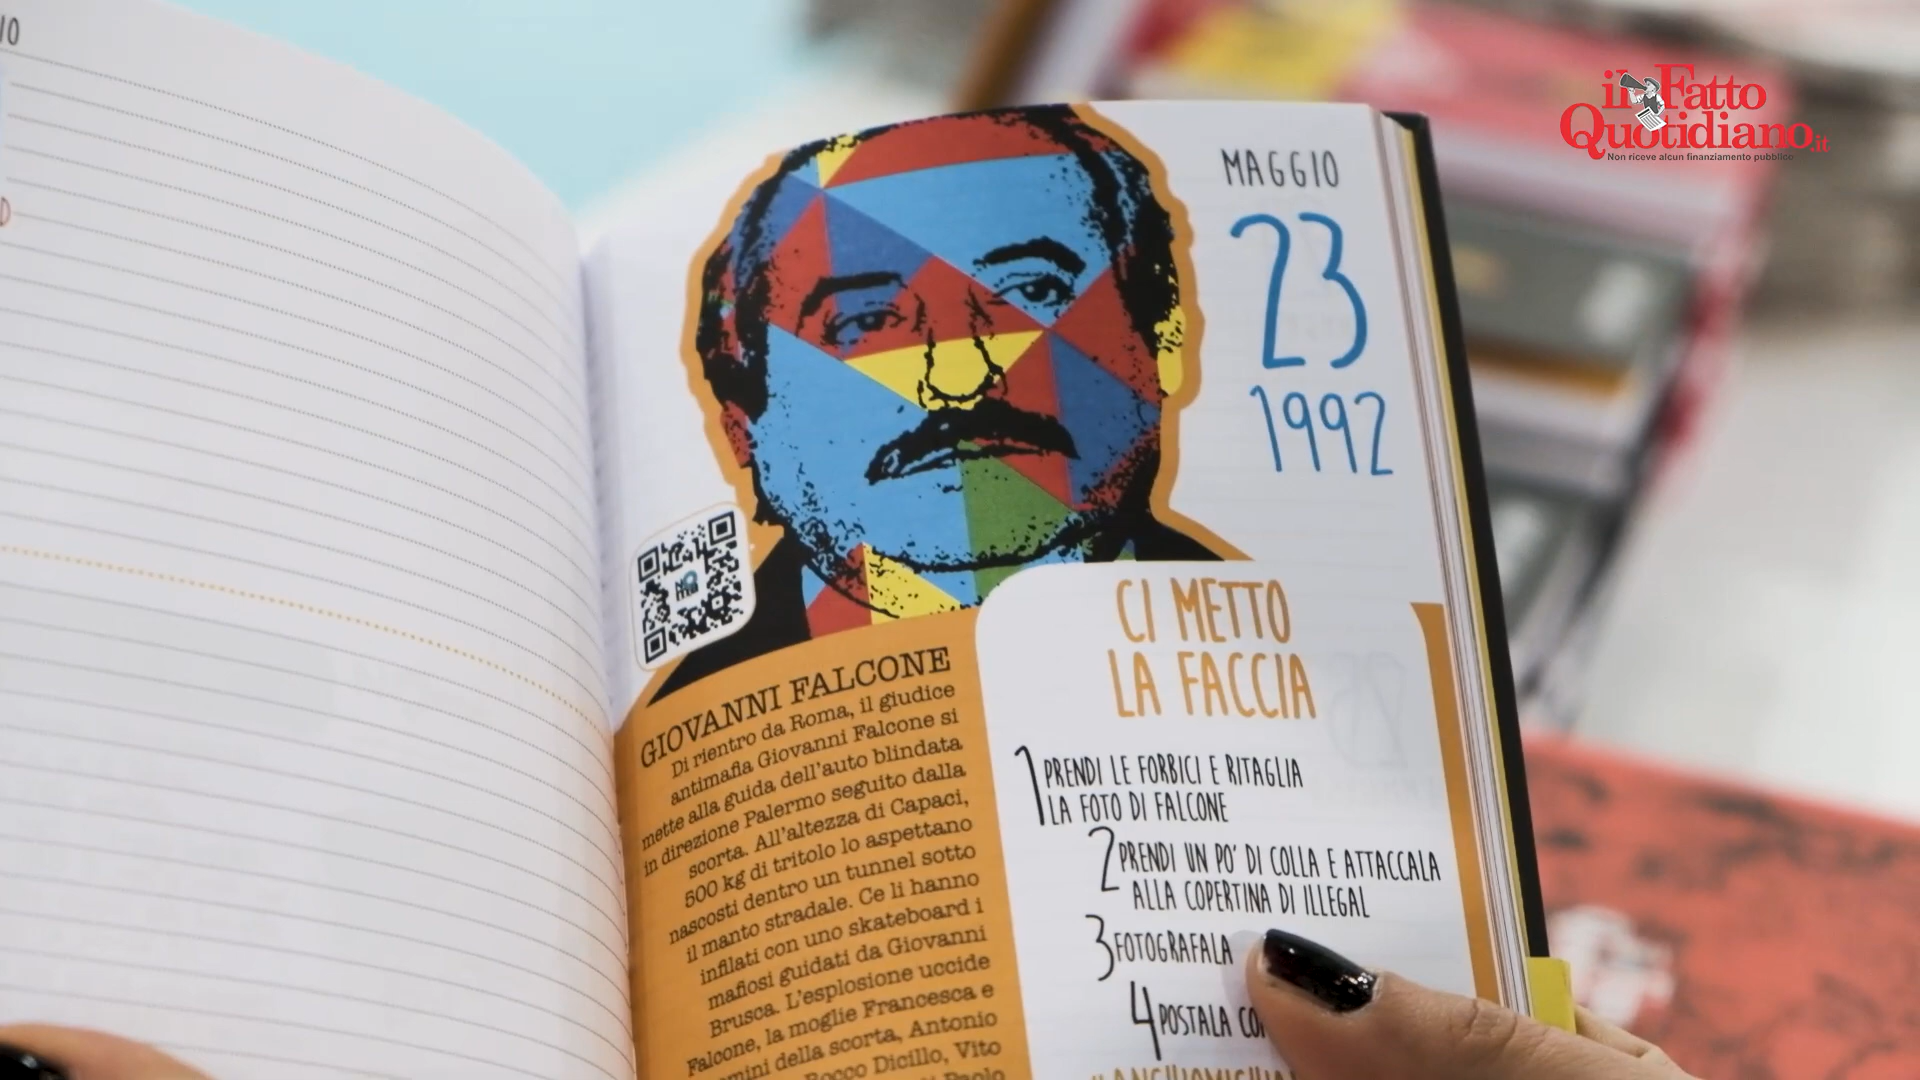 il Fatto
Quotidiano.it
Non riceve alcun finanziamento pubblico
MAGGIO
23
1992
GIOVANNI FALCONE
Di rientro da Roma, il giudice
antimafia Giovanni Falcone si
mette alla guida dell'auto blindata
in direzione Palermo seguito dalla
scorta. All'altezza di Capaci,
500 kg di tritolo lo aspettano
nascosti dentro un tunnel sotto
il manto stradale. Ce li hanno
infilati con uno skateboard i
mafiosi guidati da Giovanni
Brusca. L'esplosione uccide
Falcone, la moglie Francesca e
della scorta, Antonio
Rocco Dicillo, Vito
CI METTO
LA FACCIA
1 PRENDI LE FORBICI E RITAGLIA
LA FOTO DI FALCONE
2 PRENDI UN PO' DI COLLA E ATTACCALA
ALLA COPERTINA DI ILLEGAL
3 FOTOGRAFALA
4 POSTALA